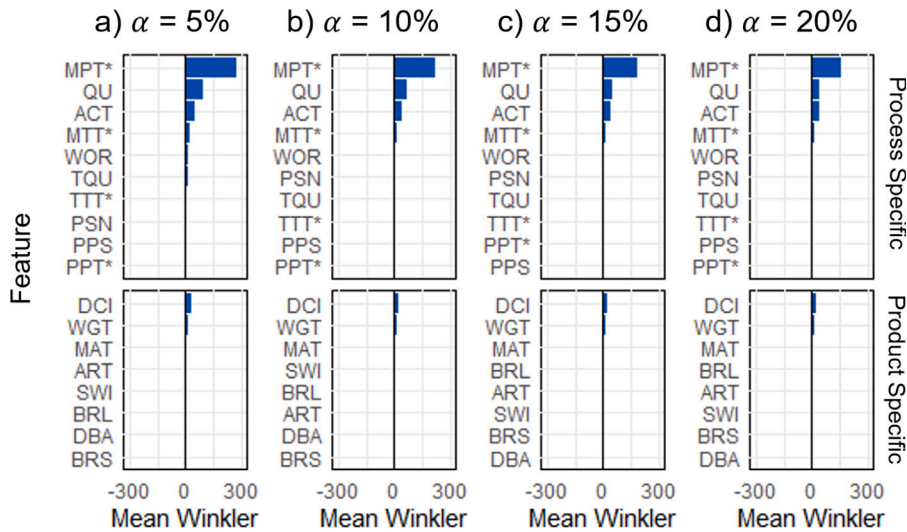 a) α = 5%
b) α = 10%
c) α = 15%
d) α = 20%
Feature
MPT*
QU
ACT
MTT*
WOR
TQU
TTT*
PSN
PPS
PPT*
DCI
WGT
MAT
ART
SWI
BRL
DBA
BRS
-300 0 300
Mean Winkler
MPT*
QU
ACT
MTT*
WOR
PSN
TQU
TTT*
PPS
PPT*
DCI
WGT
MAT
SWI
BRL
ART
DBA
BRS
-300 0 300
Mean Winkler
MPT*
QU
ACT
MTT*
WOR
PSN
TQU
TTT*
PPT*
PPS
DCI
WGT
MAT
BRL
ART
SWI
BRS
DBA
-300 0 300
Mean Winkler
MPT*
QU
ACT
MTT*
WOR
PSN
TQU
TTT*
PPS
PPT*
DCI
WGT
MAT
BRL
ART
SWI
BRS
DBA
-300 0 300
Mean Winkler
Process Specific
Product Specific